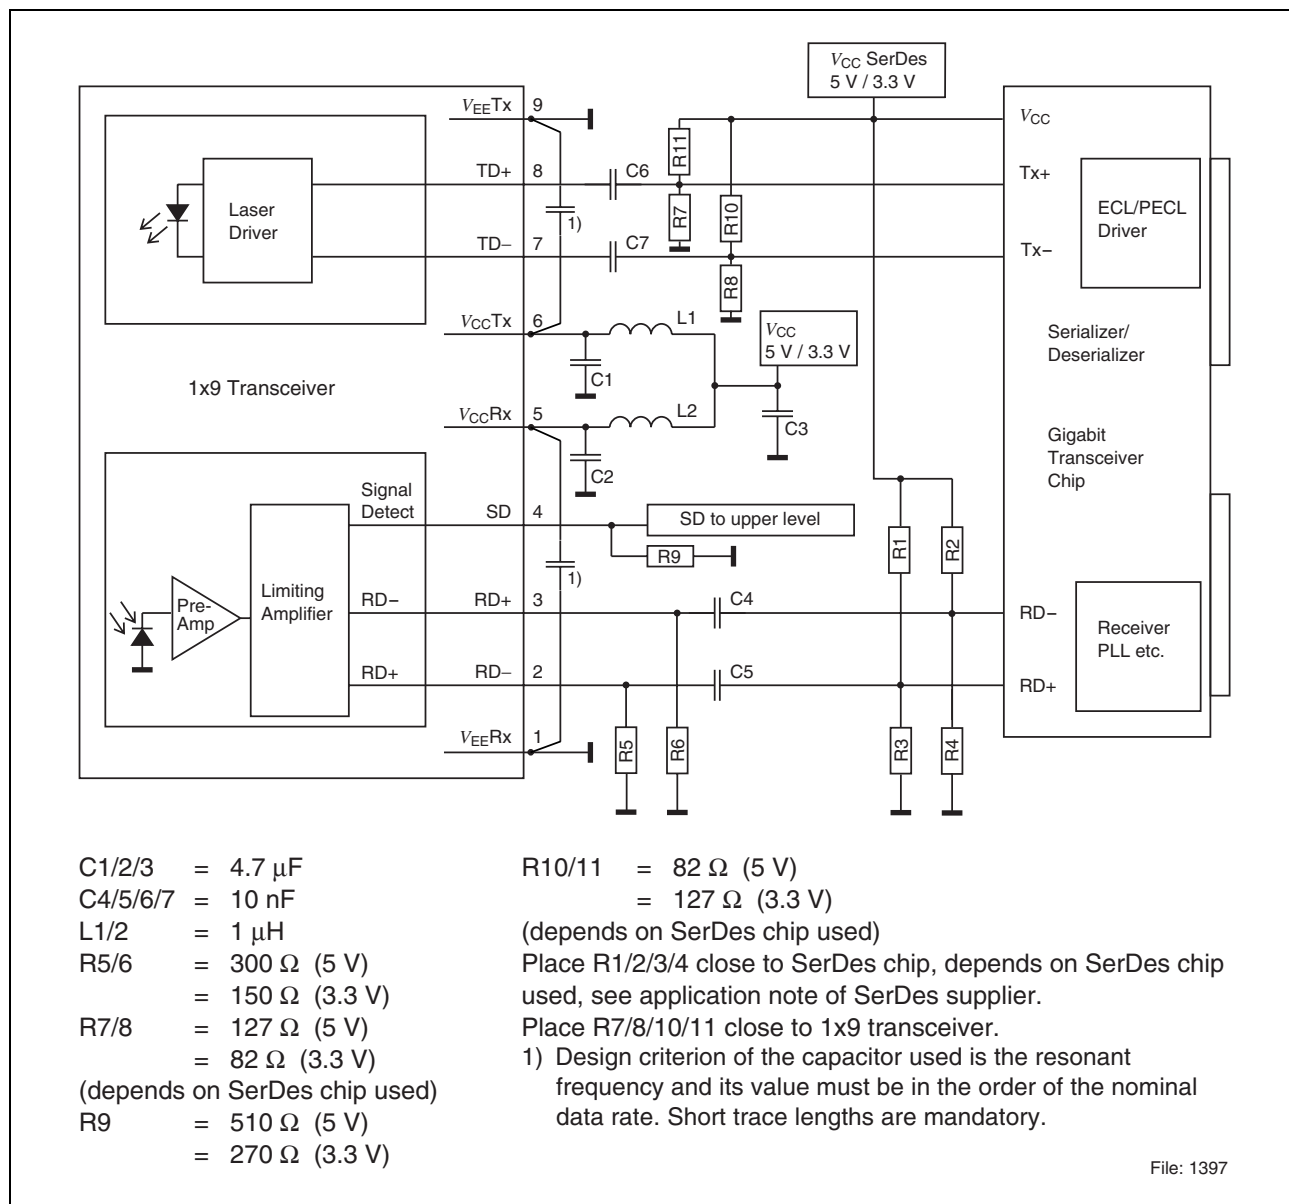 VCC SerDes
5 V / 3.3 V
VEETx 9
VCC
R11
C6
TD+ 8
Tx+
R7
R10
1)
Laser
Driver
ECL/PECL
Driver
TD− 7
C7
Tx−
R8
VCCTx 6
L1
VCC
5 V / 3.3 V
Serializer/
Deserializer
C1
1x9 Transceiver
VCCRx 5
L2
C3
Gigabit
Transceiver
Chip
C2
Signal
Detect
SD 4
SD to upper level
R9
R1
R2
1)
Pre-
Amp
Limiting
Amplifier
RD−
RD+ 3
C4
RD−
Receiver
PLL etc.
RD+
RD− 2
C5
RD+
VEERx 1
R5
R6
R3
R4
C1/2/3 = 4.7 μF
C4/5/6/7 = 10 nF
L1/2 = 1 μH
R5/6 = 300 Ω (5 V)
= 150 Ω (3.3 V)
R7/8 = 127 Ω (5 V)
= 82 Ω (3.3 V)
(depends on SerDes chip used)
R9 = 510 Ω (5 V)
= 270 Ω (3.3 V)
R10/11 = 82 Ω (5 V)
= 127 Ω (3.3 V)
(depends on SerDes chip used)
Place R1/2/3/4 close to SerDes chip, depends on SerDes chip
used, see application note of SerDes supplier.
Place R7/8/10/11 close to 1x9 transceiver.
1) Design criterion of the capacitor used is the resonant
frequency and its value must be in the order of the nominal
data rate. Short trace lengths are mandatory.
File: 1397